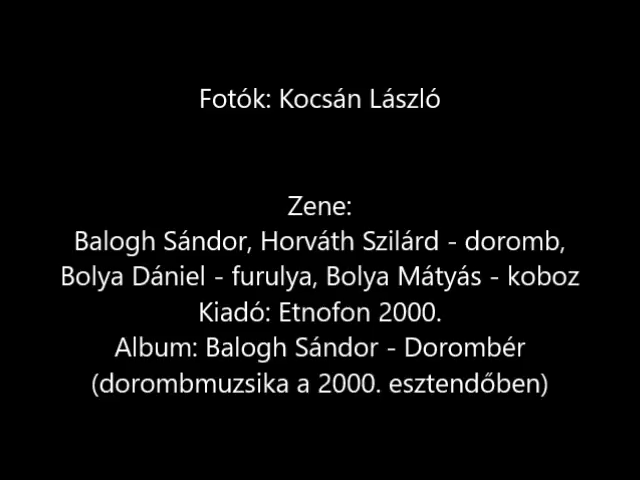 Fotók: Kocsán László
Zene:
Balogh Sándor, Horváth Szilárd - doromb,
Bolya Dániel - furulya, Bolya Mátyás - koboz
Kiadó: Etnofon 2000.
Album: Balogh Sándor - Dorombér
(dorombmuzsika a 2000. esztendőben)